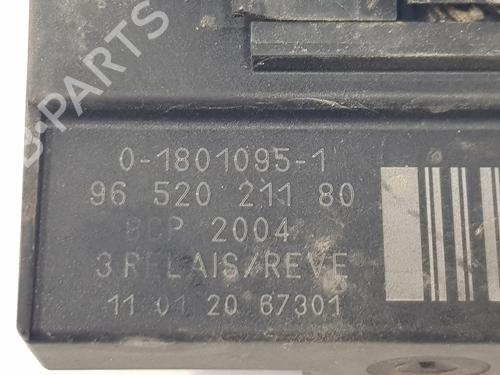 B-PARTS
0-1801095-1
96 520 211 80
BCP 2004
3 RELAIS/REVE
11 01 20 67301